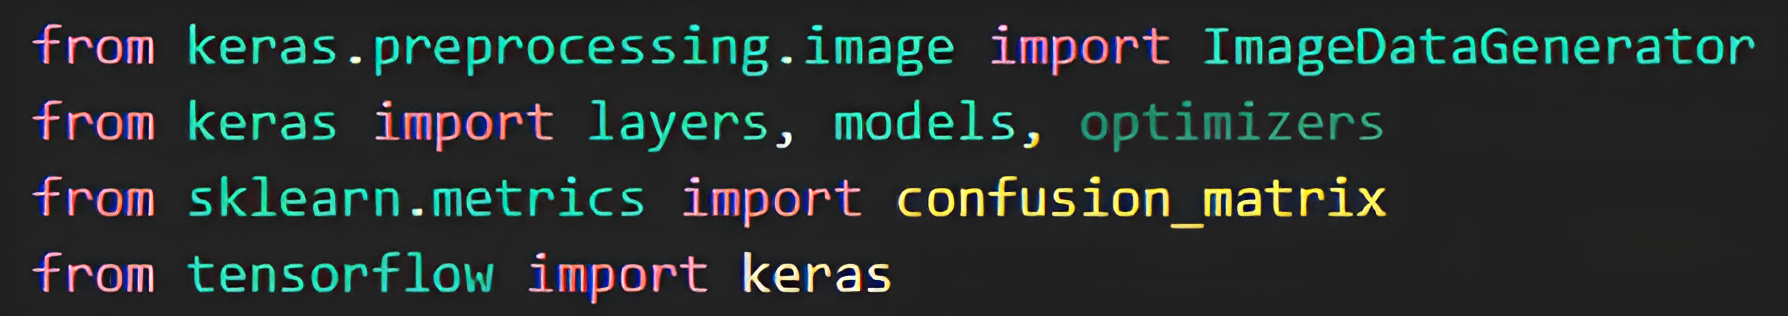 from keras.preprocessing.image import ImageDataGenerator
from keras import layers, models, optimizers
from sklearn.metrics import confusion_matrix
from tensorflow import keras